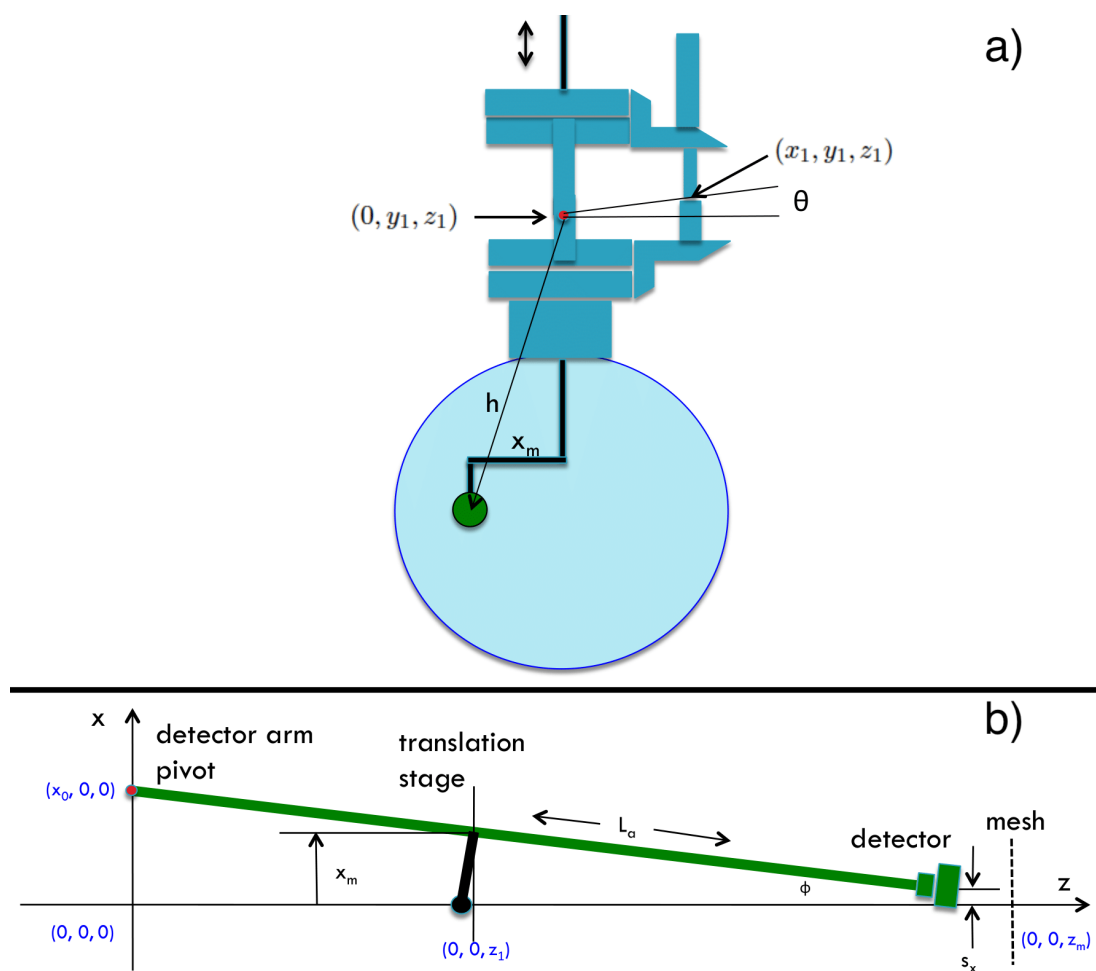 a)
(x₁, y₁, z₁)
θ
(0, y₁, z₁)
h
xₘ
b)
x
detector arm
pivot
translation
stage
(x₀, 0, 0)
Lₐ
detector
mesh
xₘ
ϕ
z
(0, 0, 0)
(0, 0, z₁)
sₓ
(0, 0, zₘ)